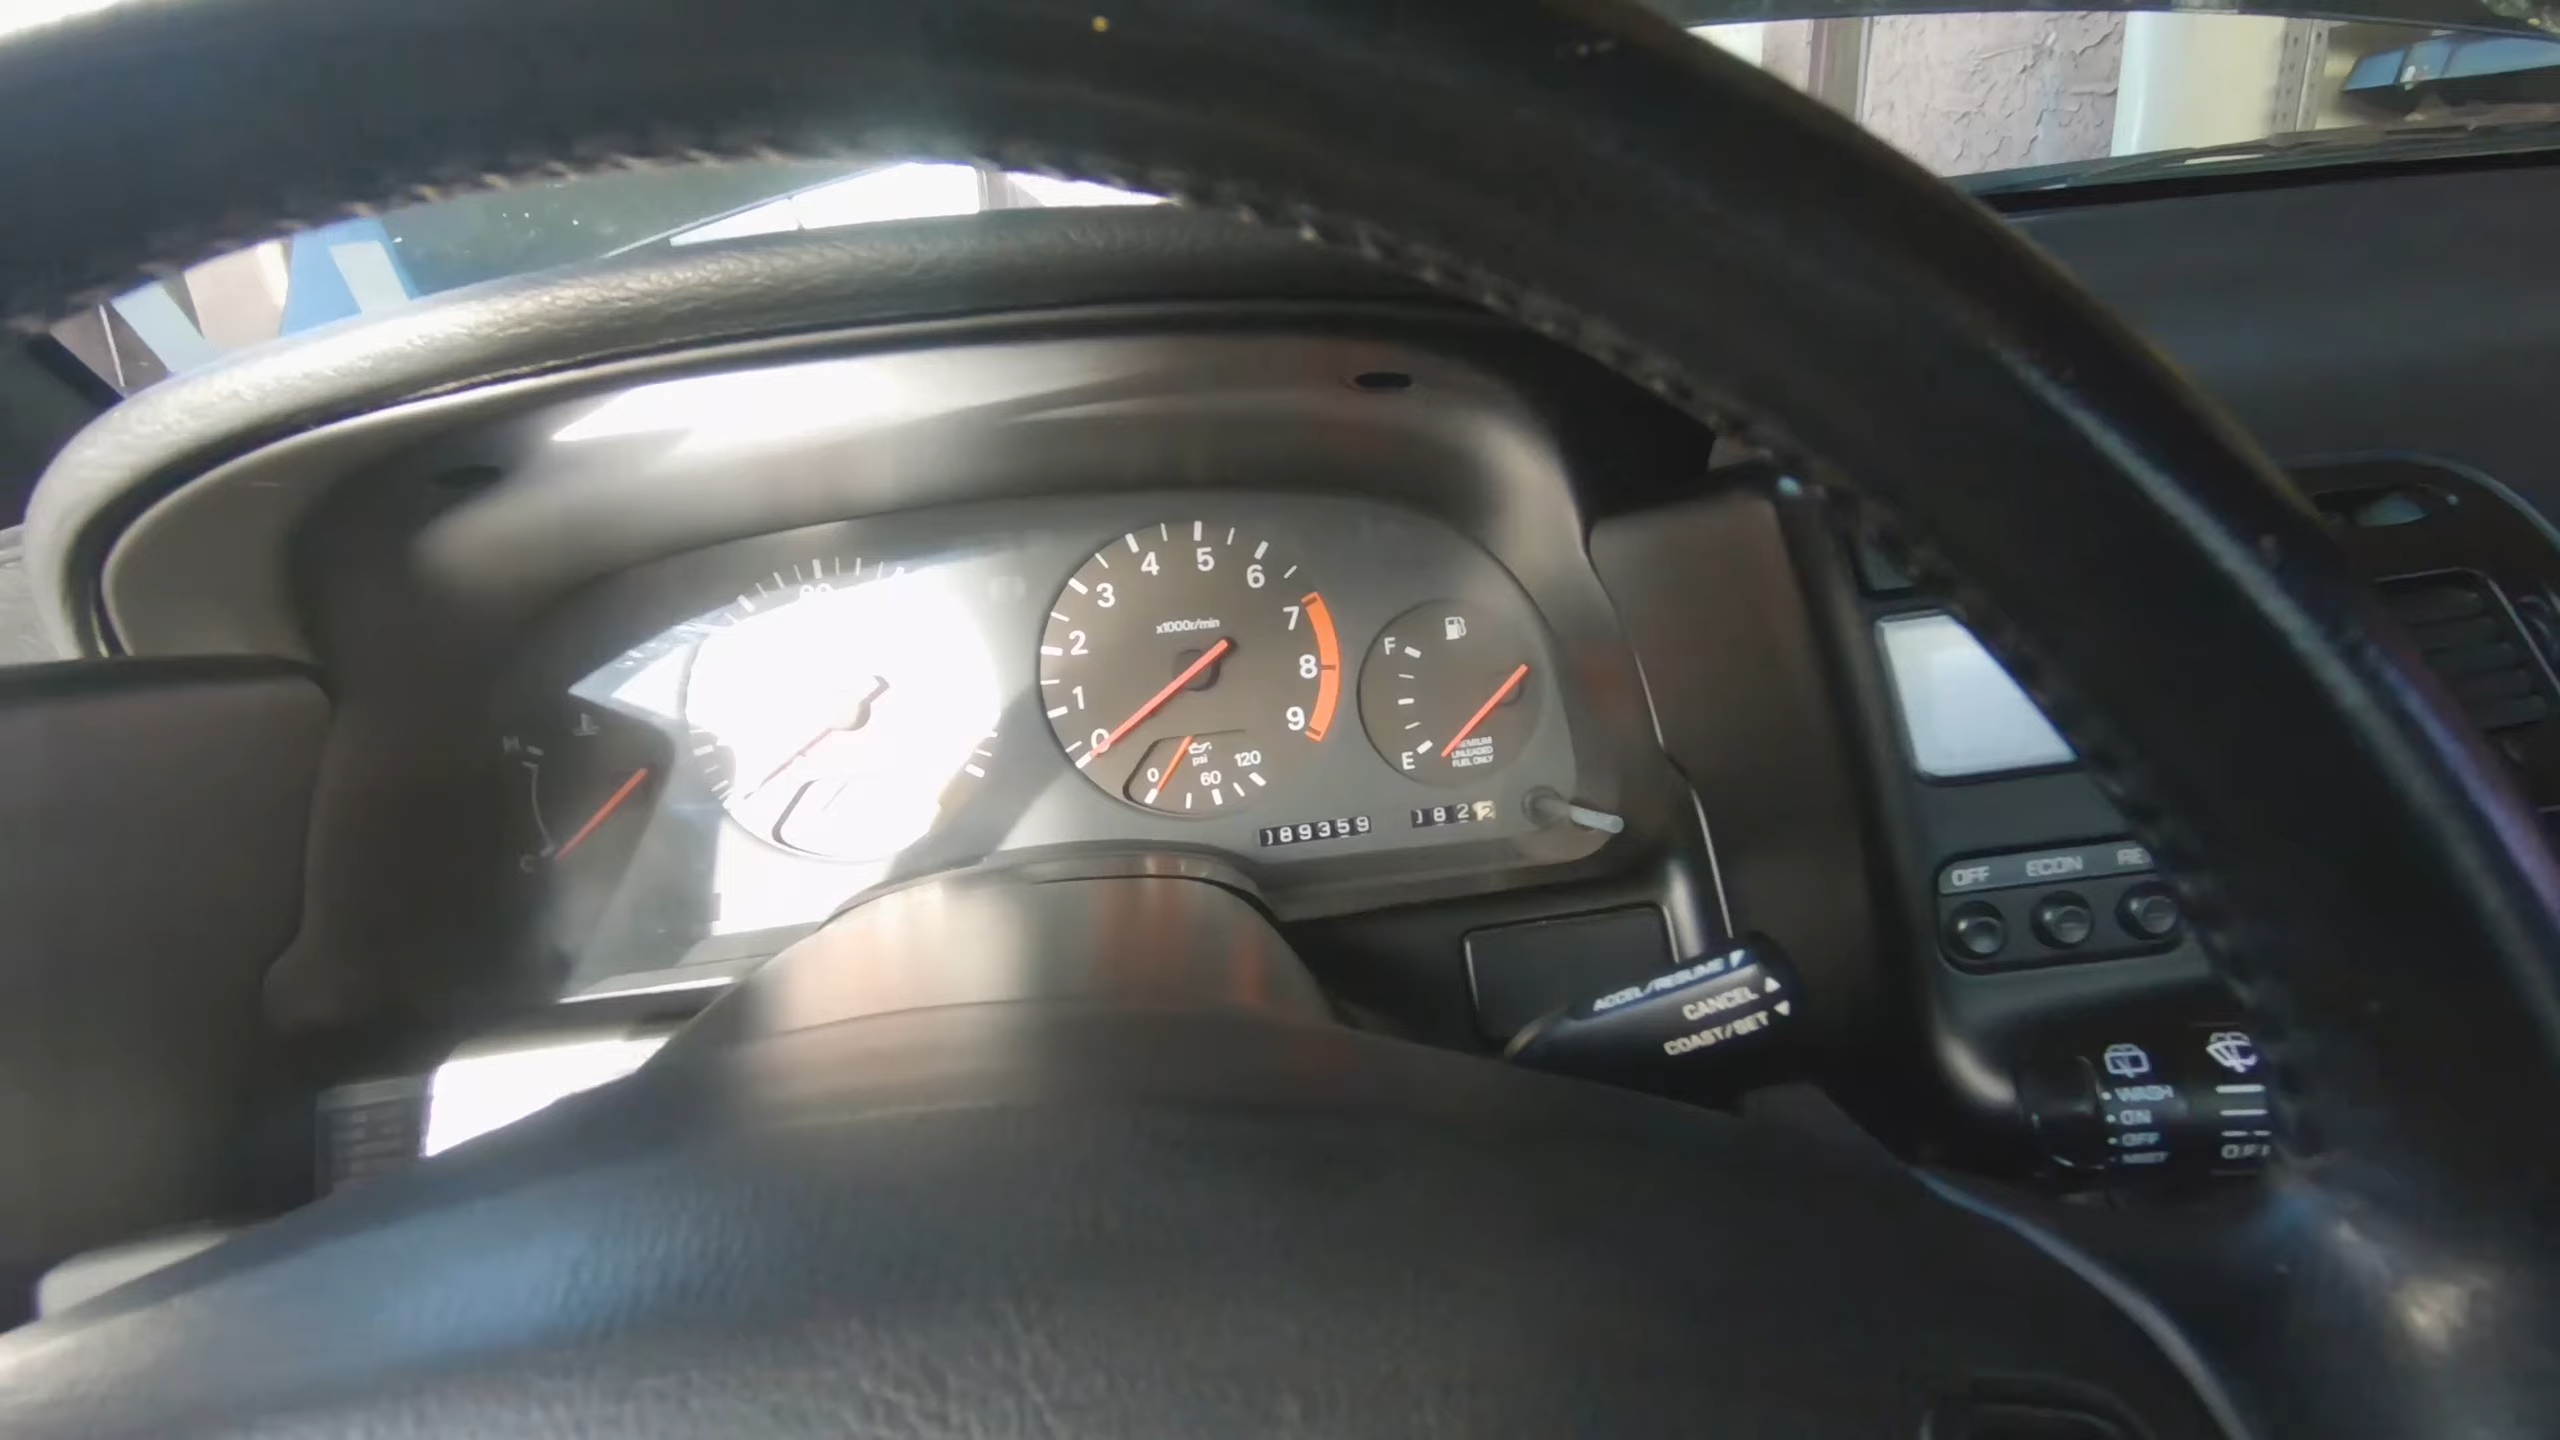 4 5 6
3 7
x1000r/min
2 8
1 9
0
F
E
PREMIUM
UNLEADED
FUEL ONLY
psi
0 60 120
H
C
89359
82
OFF ECON
ACCEL/RESUME
CANCEL
COAST/SET
WASH
ON
OFF